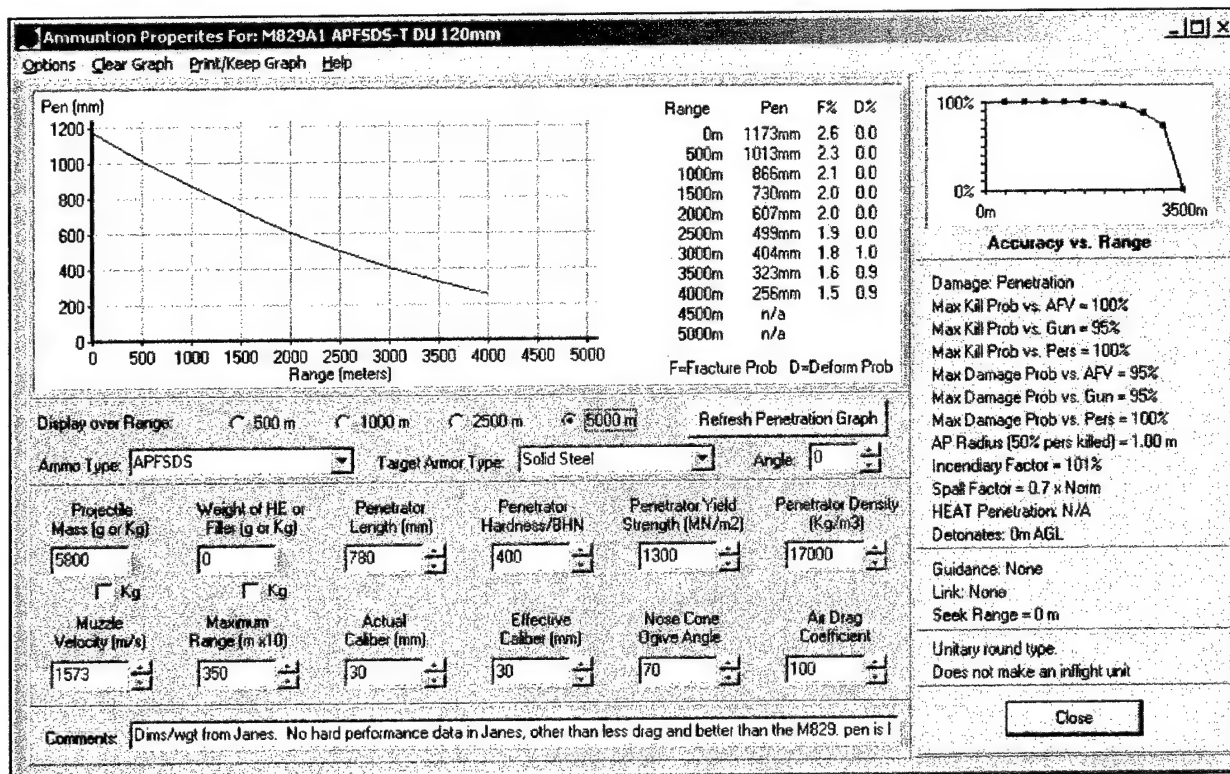 Ammuntion Properites For: M829A1 APFSDS-T DU 120mm
Options Clear Graph Print/Keep Graph Help
Pen (mm)
1200
1000
800
600
400
200
0
0 500 1000 1500 2000 2500 3000 3500 4000 4500 5000
Range (meters)
Range Pen F% D%
0m 1173mm 2.6 0.0
500m 1013mm 2.3 0.0
1000m 866mm 2.1 0.0
1500m 730mm 2.0 0.0
2000m 607mm 2.0 0.0
2500m 499mm 1.9 0.0
3000m 404mm 1.8 1.0
3500m 323mm 1.6 0.9
4000m 256mm 1.5 0.9
4500m n/a
5000m n/a
F=Fracture Prob D=Deform Prob
Display over Range: 500 m 1000 m 2500 m 5000 m Refresh Penetration Graph
Ammo Type: APFSDS Target Armor Type: Solid Steel Angle: 0
Projectile Mass (g or Kg)
5900
Kg
Weight of HE or Filler (g or Kg)
0
Kg
Penetrator Length (mm)
780
Penetrator Hardness/BHN
400
Penetrator Yield Strength (MN/m2)
1300
Penetrator Density (Kg/m3)
17000
Muzzle Velocity (m/s)
1573
Maximum Range (m x10)
350
Actual Caliber (mm)
30
Effective Caliber (mm)
30
Nose Cone Ogive Angle
70
Air Drag Coefficient
100
Comments: Dims/wgt from Janes. No hard performance data in Janes, other than less drag and better than the M829. pen is
100%
0%
0m 3500m
Accuracy vs. Range
Damage: Penetration
Max Kill Prob vs. AFV = 100%
Max Kill Prob vs. Gun = 95%
Max Kill Prob vs. Pers = 100%
Max Damage Prob vs. AFV = 95%
Max Damage Prob vs. Gun = 95%
Max Damage Prob vs. Pers = 100%
AP Radius (50% pers killed) = 1.00 m
Incendiary Factor = 101%
Spall Factor = 0.7 x Norm
HEAT Penetration: N/A
Detonates: 0m AGL
Guidance: None
Link: None
Seek Range = 0 m
Unitary round type.
Does not make an inflight unit
Close